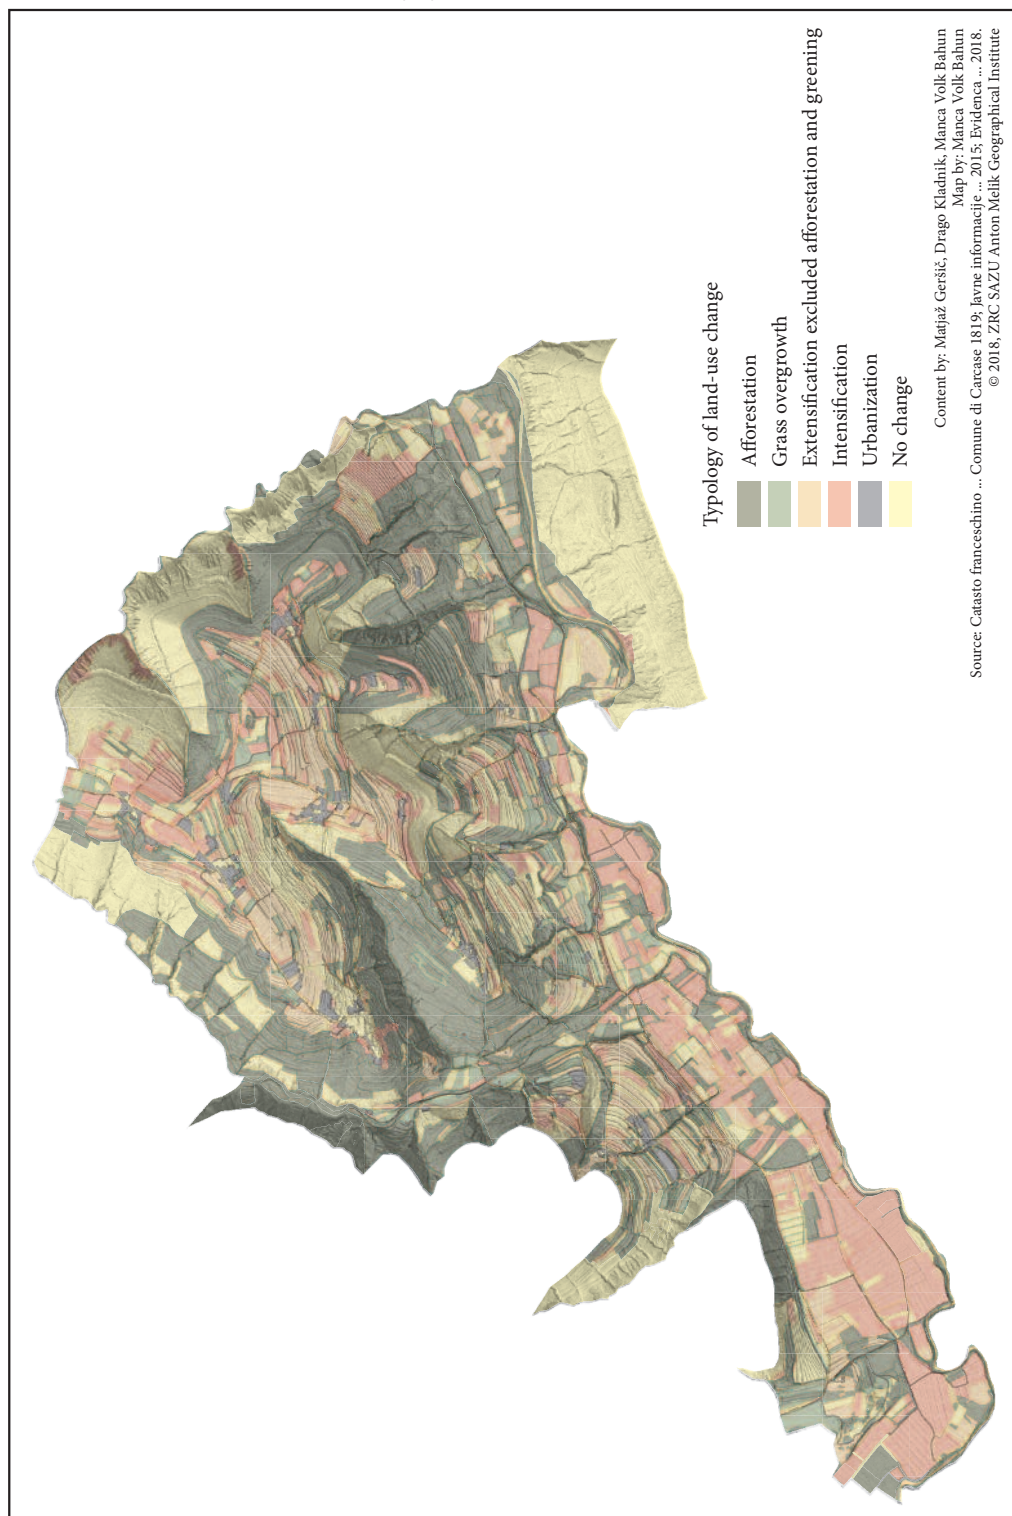 Typology of land-use change
Afforestation
Grass overgrowth
Extensification excluded afforestation and greening
Intensification
Urbanization
No change
Content by: Matjaž Geršič, Drago Kladnik, Manca Volk Bahun
Map by: Manca Volk Bahun
Source: Catasto franceschino ... Comune di Carcase 1819; Javne informacije ... 2015; Evidenca ... 2018.
© 2018, ZRC SAZU Anton Melik Geographical Institute